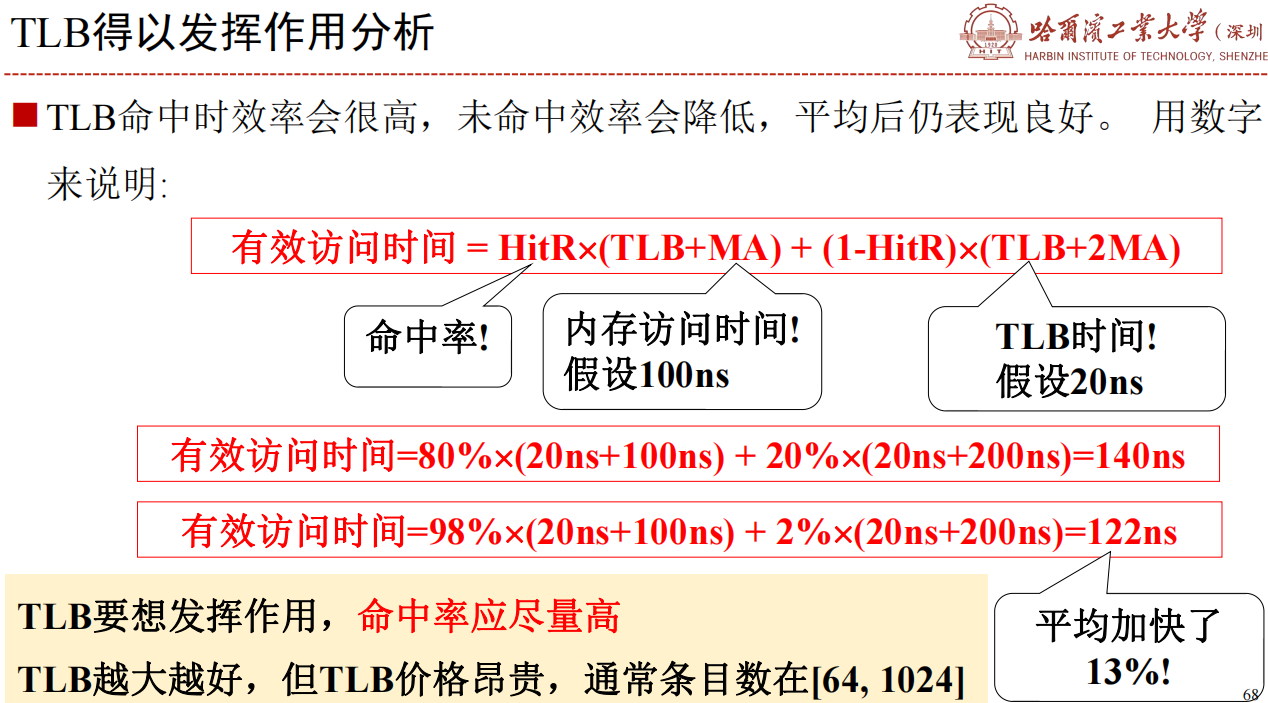 TLB得以发挥作用分析
哈尔滨工业大学(深圳
HARBIN INSTITUTE OF TECHNOLOGY, SHENZHE
TLB命中时效率会很高，未命中效率会降低，平均后仍表现良好。 用数字
来说明:
有效访问时间 = HitR×(TLB+MA) + (1-HitR)×(TLB+2MA)
命中率!
内存访问时间!
假设100ns
TLB时间!
假设20ns
有效访问时间=80%×(20ns+100ns) + 20%×(20ns+200ns)=140ns
有效访问时间=98%×(20ns+100ns) + 2%×(20ns+200ns)=122ns
TLB要想发挥作用，命中率应尽量高
TLB越大越好，但TLB价格昂贵，通常条目数在[64, 1024]
平均加快了
13%!
68